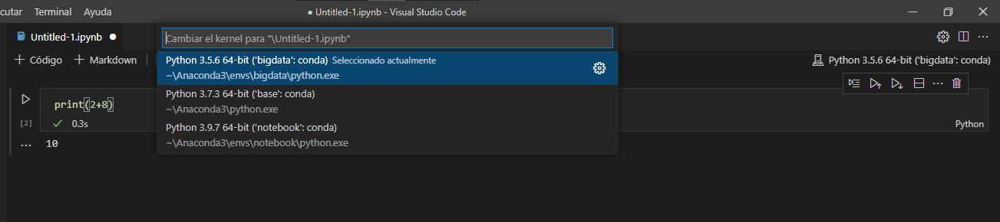 cutar Terminal Ayuda ● Untitled-1.ipynb - Visual Studio Code
Untitled-1.ipynb
Cambiar el kernel para "\Untitled-1.ipynb"
+ Código + Markdown
Python 3.5.6 64-bit ('bigdata': conda) Seleccionado actualmente
~\Anaconda3\envs\bigdata\python.exe
Python 3.5.6 64-bit ('bigdata': conda)
Python 3.7.3 64-bit ('base': conda)
~\Anaconda3\python.exe
Python 3.9.7 64-bit ('notebook': conda)
~\Anaconda3\envs\notebook\python.exe
print(2+8)
[2] 0.3s
Python
10